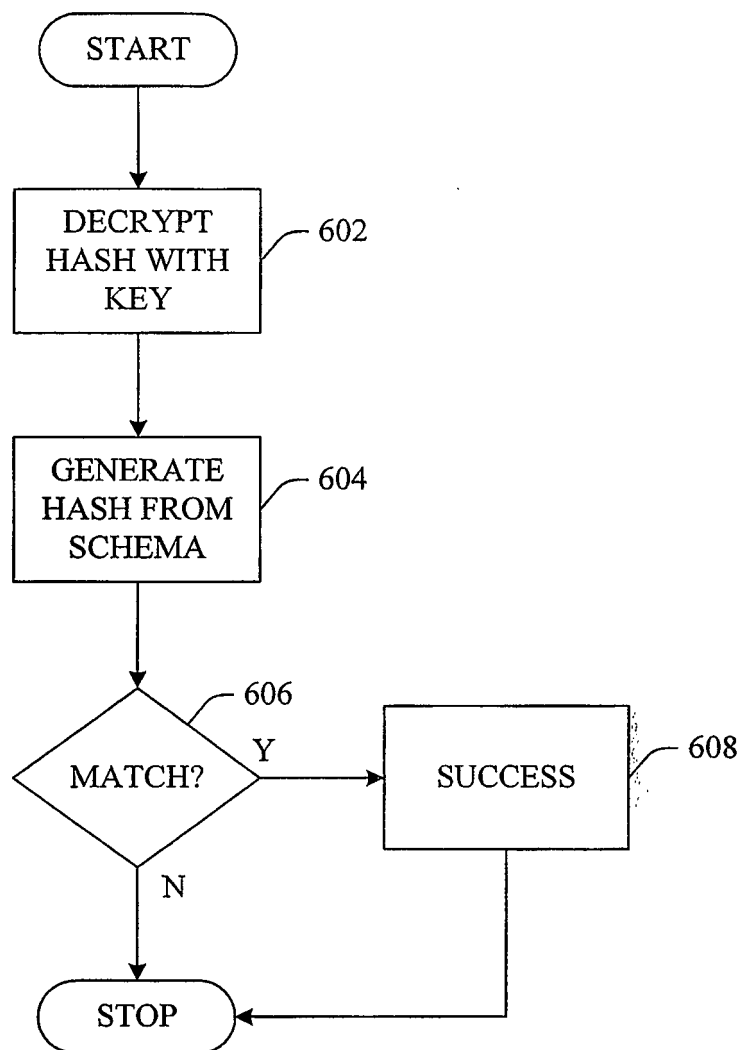 START
DECRYPT
HASH WITH
KEY
602
GENERATE
HASH FROM
SCHEMA
604
606
MATCH?
Y
SUCCESS
608
N
STOP